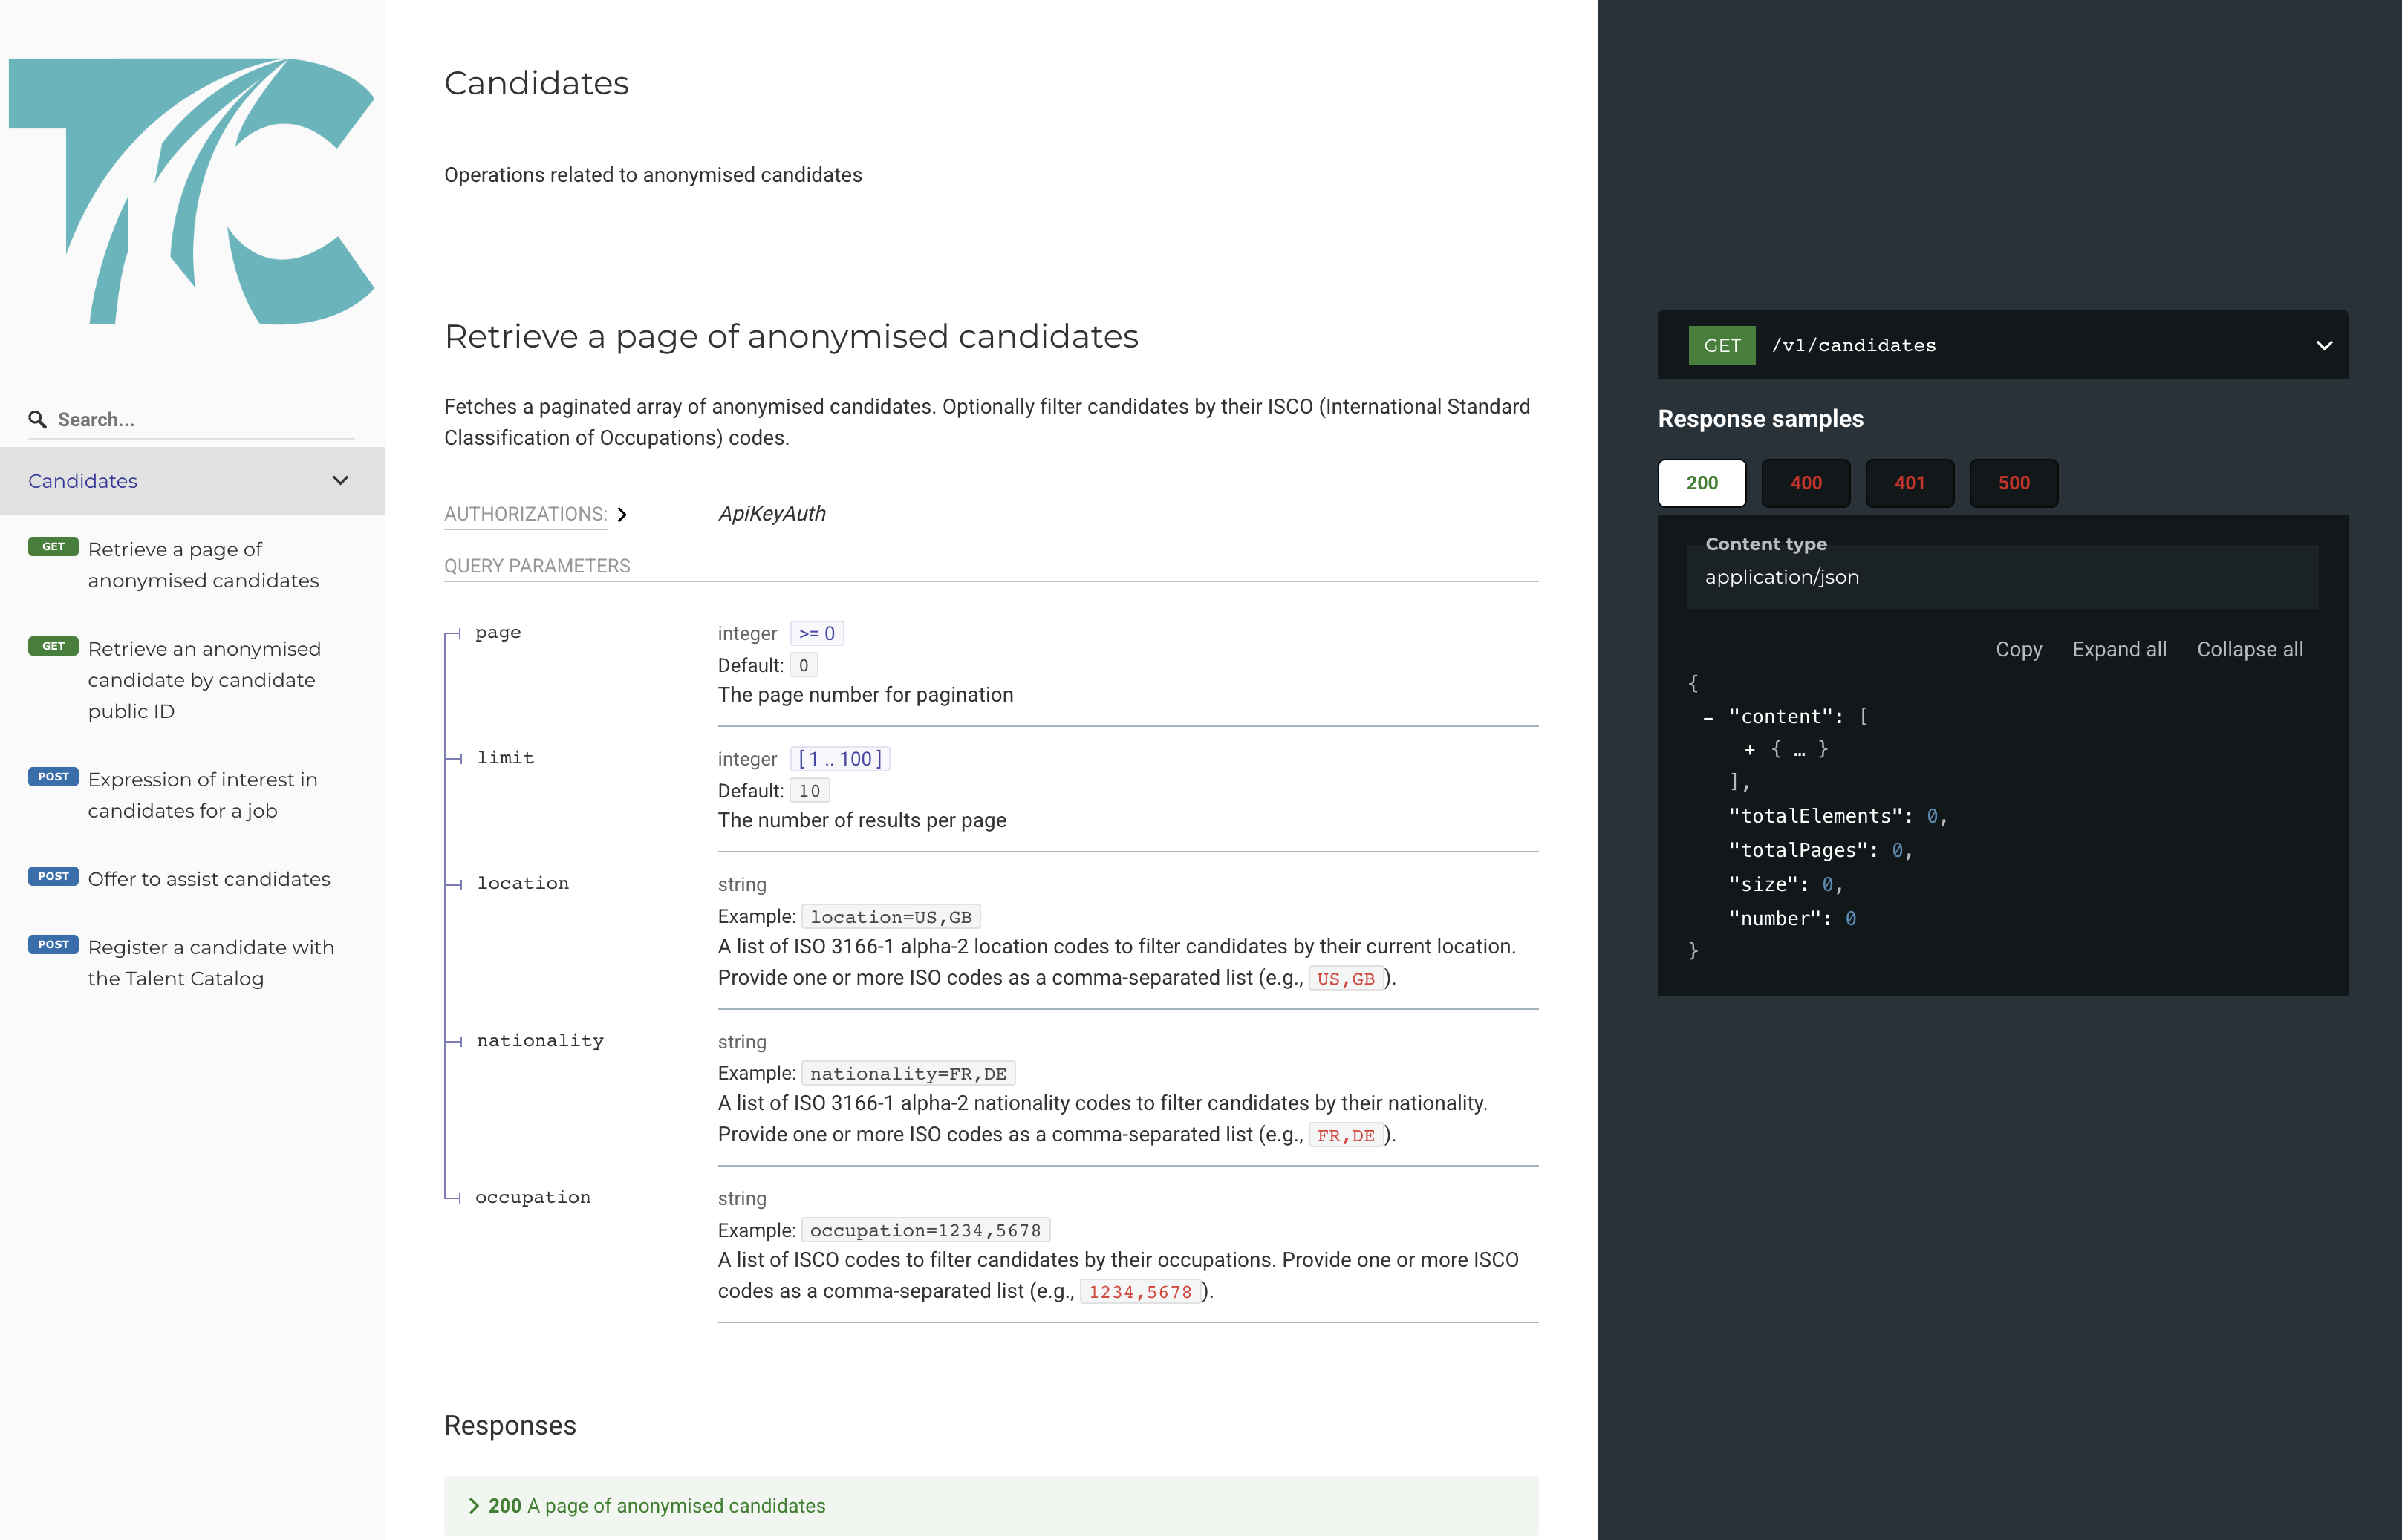 TC
Search...
Candidates
GET Retrieve a page of
anonymised candidates
GET Retrieve an anonymised
candidate by candidate
public ID
POST Expression of interest in
candidates for a job
POST Offer to assist candidates
POST Register a candidate with
the Talent Catalog
Candidates
Operations related to anonymised candidates
Retrieve a page of anonymised candidates
Fetches a paginated array of anonymised candidates. Optionally filter candidates by their ISCO (International Standard
Classification of Occupations) codes.
AUTHORIZATIONS: ApiKeyAuth
QUERY PARAMETERS
page integer >= 0
Default: 0
The page number for pagination
limit integer [ 1 .. 100 ]
Default: 10
The number of results per page
location string
Example: location=US,GB
A list of ISO 3166-1 alpha-2 location codes to filter candidates by their current location.
Provide one or more ISO codes as a comma-separated list (e.g., US,GB ).
nationality string
Example: nationality=FR,DE
A list of ISO 3166-1 alpha-2 nationality codes to filter candidates by their nationality.
Provide one or more ISO codes as a comma-separated list (e.g., FR,DE ).
occupation string
Example: occupation=1234,5678
A list of ISCO codes to filter candidates by their occupations. Provide one or more ISCO
codes as a comma-separated list (e.g., 1234,5678 ).
Responses
200 A page of anonymised candidates
GET /v1/candidates
Response samples
200 400 401 500
Content type
application/json
Copy Expand all Collapse all
{
- "content": [
+ { … }
],
"totalElements": 0,
"totalPages": 0,
"size": 0,
"number": 0
}